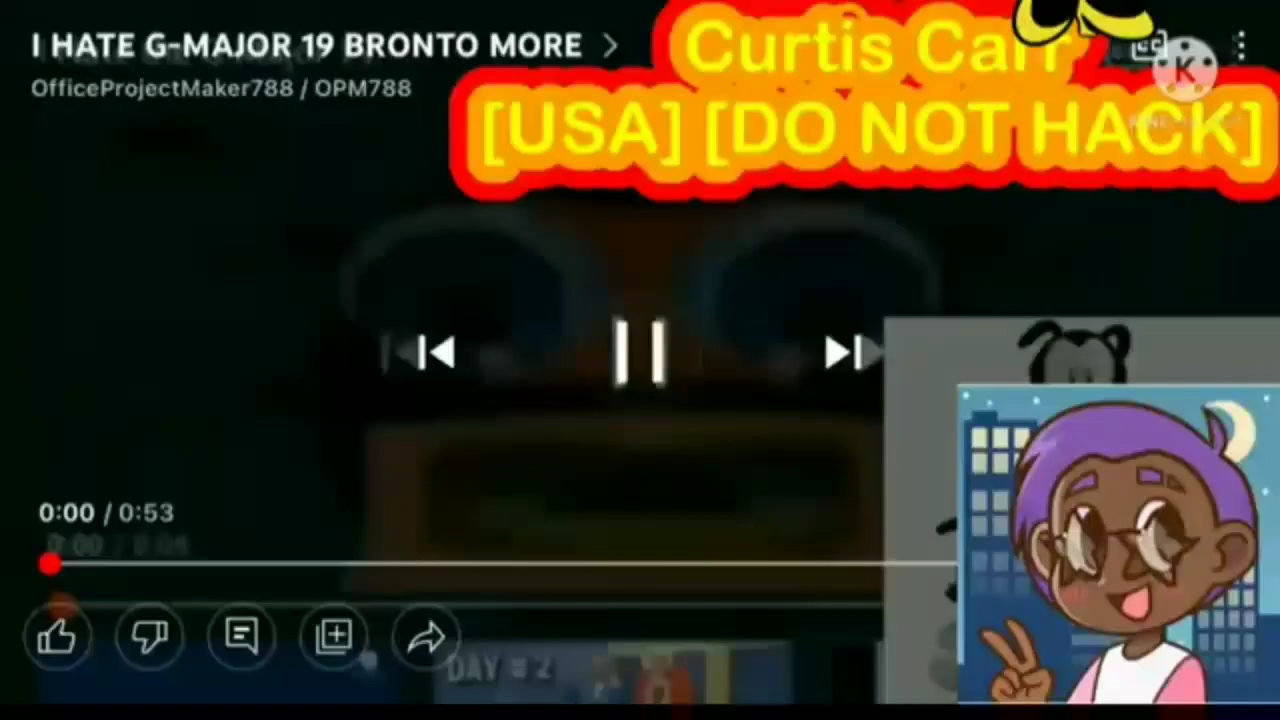 I HATE G-MAJOR 19 BRONTO MORE
OfficeProjectMaker788 / OPM788
Curtis Carr
[USA] [DO NOT HACK]
K
0:00 / 0:53
DAY = 2